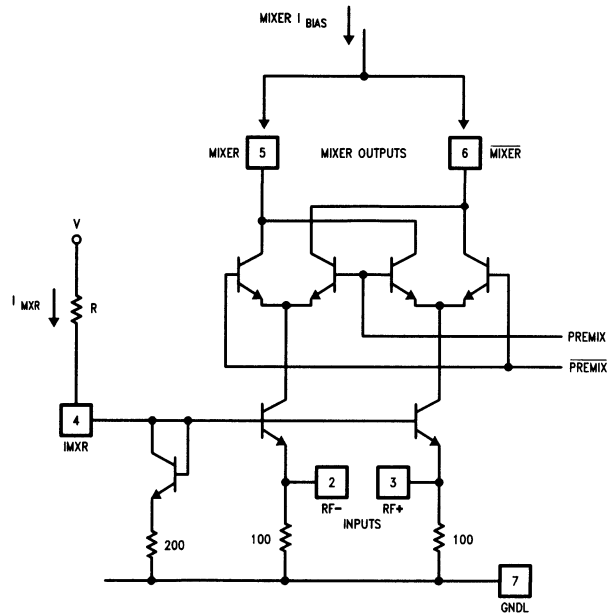 MIXER I BIAS
MIXER 5 MIXER OUTPUTS 6 MIXER
V
I MXR R
PREMIX
PREMIX
4
IMXR
2 3
RF- RF+
INPUTS
200 100 100
7
GNDL